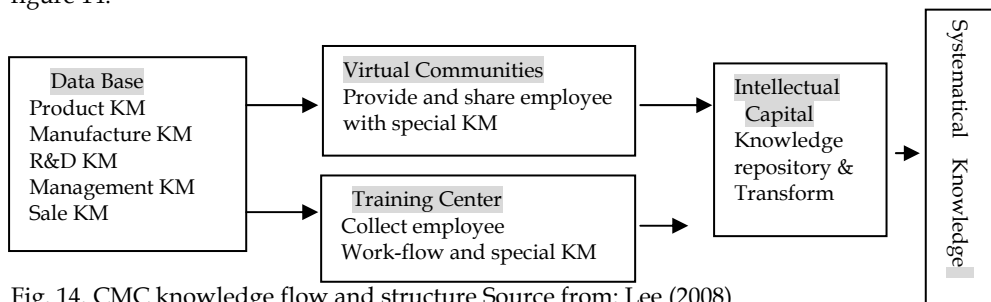 figure 14.
Data Base
Product KM
Manufacture KM
R&D KM
Management KM
Sale KM
Virtual Communities
Provide and share employee
with special KM
Training Center
Collect employee
Work-flow and special KM
Intellectual
Capital
Knowledge
repository &
Transform
Systematical Knowledge
Fig. 14. CMC knowledge flow and structure Source from: Lee (2008)